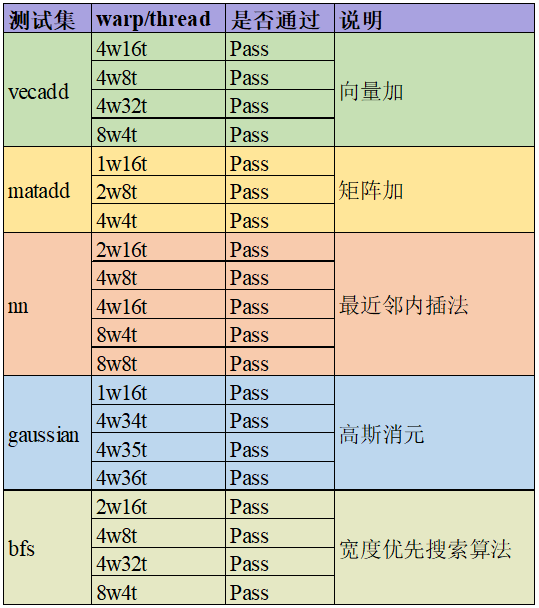 测试集 warp/thread 是否通过 说明
vecadd 4w16t Pass 向量加
4w8t Pass
4w32t Pass
8w4t Pass
matadd 1w16t Pass 矩阵加
2w8t Pass
4w4t Pass
nn 2w16t Pass 最近邻内插法
4w8t Pass
4w16t Pass
8w4t Pass
8w8t Pass
gaussian 1w16t Pass 高斯消元
4w34t Pass
4w35t Pass
4w36t Pass
bfs 2w16t Pass 宽度优先搜索算法
4w8t Pass
4w32t Pass
8w4t Pass